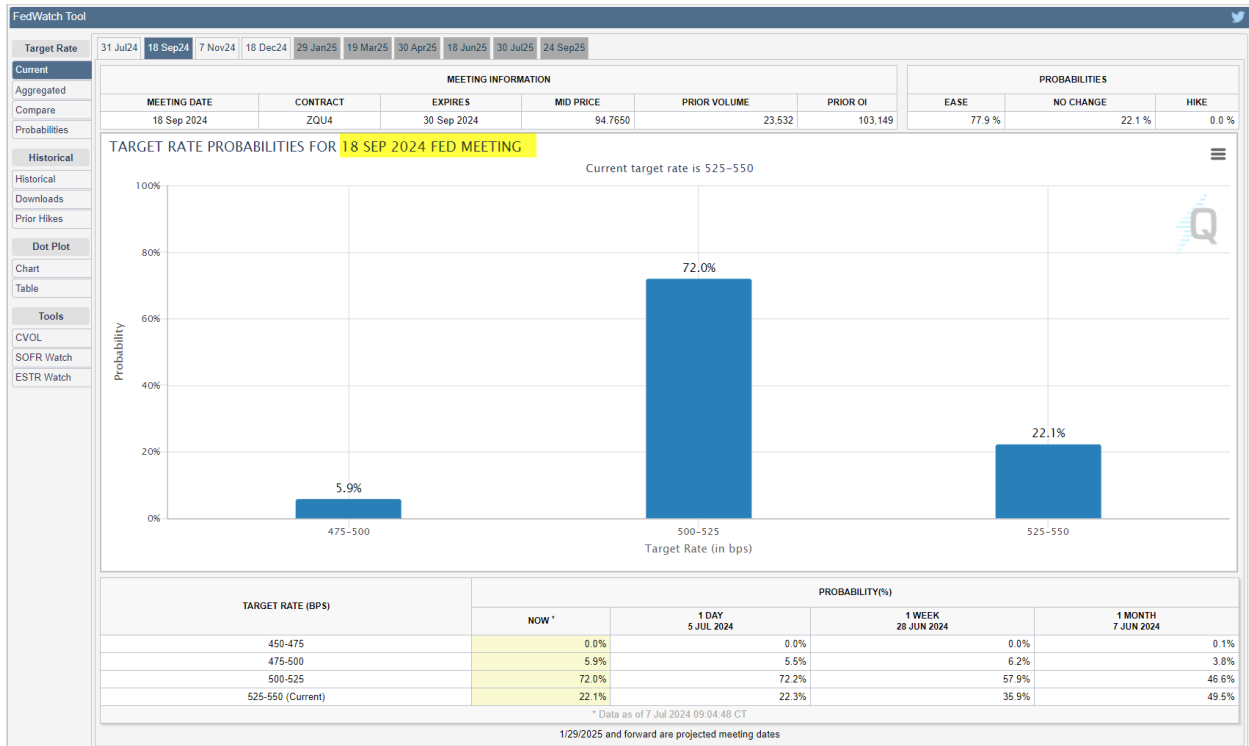 FedWatch Tool
Target Rate
Current
Aggregated
Compare
Probabilities
Historical
Historical
Downloads
Prior Hikes
Dot Plot
Chart
Table
Tools
CVOL
SOFR Watch
ESTR Watch
31 Jul24 18 Sep24 7 Nov24 18 Dec24 29 Jan25 19 Mar25 30 Apr25 18 Jun25 30 Jul25 24 Sep25
MEETING INFORMATION
MEETING DATE CONTRACT EXPIRES MID PRICE PRIOR VOLUME PRIOR OI
18 Sep 2024 ZQU4 30 Sep 2024 94.7650 23,532 103,149
PROBABILITIES
EASE NO CHANGE HIKE
77.9 % 22.1 % 0.0 %
TARGET RATE PROBABILITIES FOR 18 SEP 2024 FED MEETING
Current target rate is 525-550
Q
Probability
100%
80%
60%
40%
20%
0%
5.9%
72.0%
22.1%
475-500 500-525 525-550
Target Rate (in bps)
TARGET RATE (BPS) PROBABILITY(%)
NOW * 1 DAY 1 WEEK 1 MONTH
5 JUL 2024 28 JUN 2024 7 JUN 2024
450-475 0.0% 0.0% 0.0% 0.1%
475-500 5.9% 5.5% 6.2% 3.8%
500-525 72.0% 72.2% 57.9% 46.6%
525-550 (Current) 22.1% 22.3% 35.9% 49.5%
* Data as of 7 Jul 2024 09:04:48 CT
1/29/2025 and forward are projected meeting dates